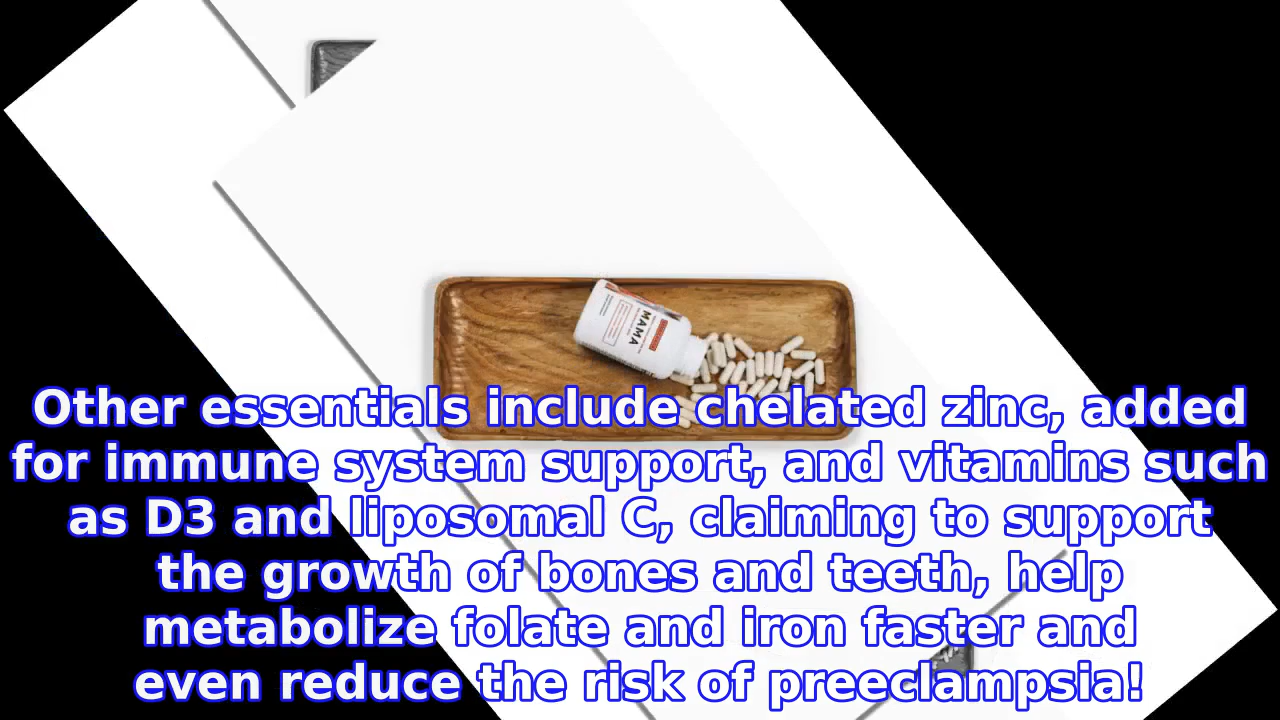 MAMA
Other essentials include chelated zinc, added
for immune system support, and vitamins such
as D3 and liposomal C, claiming to support
the growth of bones and teeth, help
metabolize folate and iron faster and
even reduce the risk of preeclampsia!